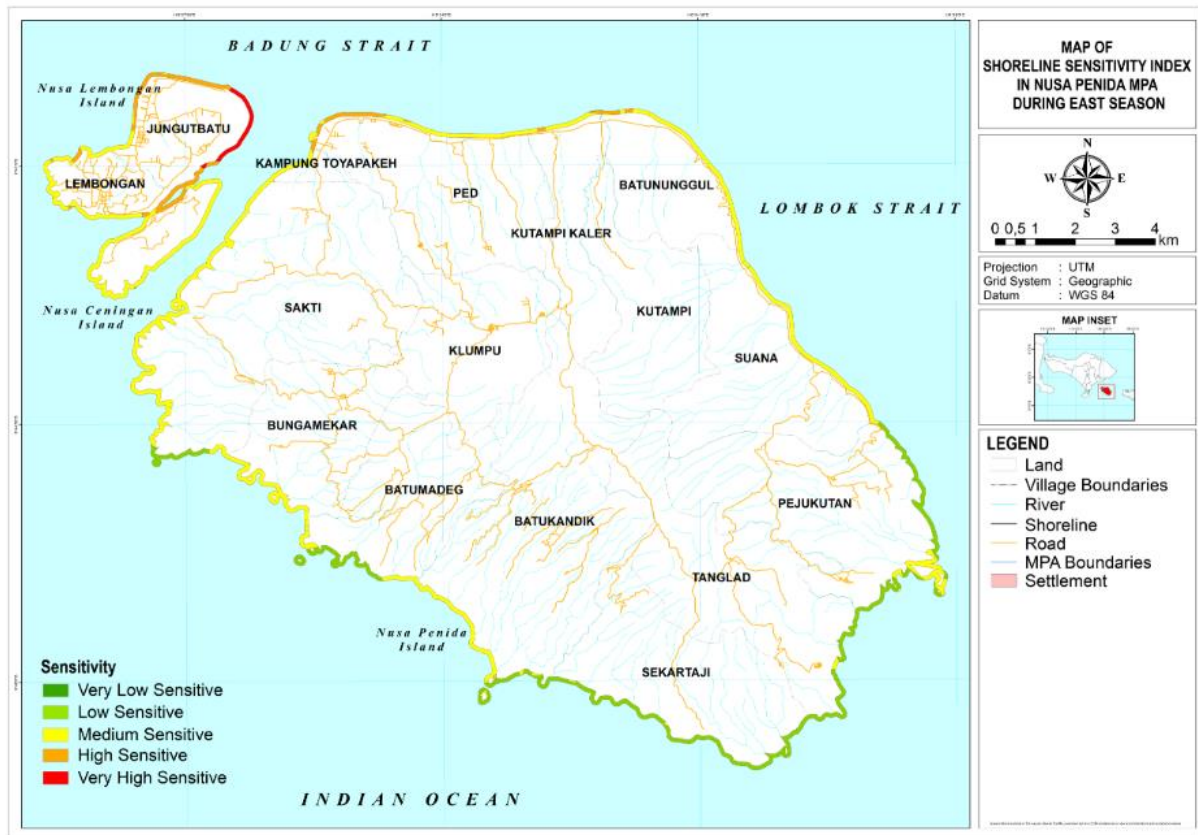 BADUNG STRAIT
Nusa Lembongan
Island
JUNGUTBATU
LEMBONGAN
KAMPUNG TOYAPAKEH
PED
BATUNUNGGUL
KUTAMPI KALER
LOMBOK STRAIT
Nusa Ceningan
Island
SAKTI
KUTAMPI
KLUMPU
SUANA
BUNGAMEKAR
BATUMADEG
BATUKANDIK
PEJUKUTAN
TANGLAD
Nusa Penida
Island
SEKARTAJI
INDIAN OCEAN
Sensitivity
Very Low Sensitive
Low Sensitive
Medium Sensitive
High Sensitive
Very High Sensitive
MAP OF
SHORELINE SENSITIVITY INDEX
IN NUSA PENIDA MPA
DURING EAST SEASON
N
W E
S
0 0,5 1 2 3 4
km
Projection : UTM
Grid System : Geographic
Datum : WGS 84
MAP INSET
LEGEND
Land
Village Boundaries
River
Shoreline
Road
MPA Boundaries
Settlement